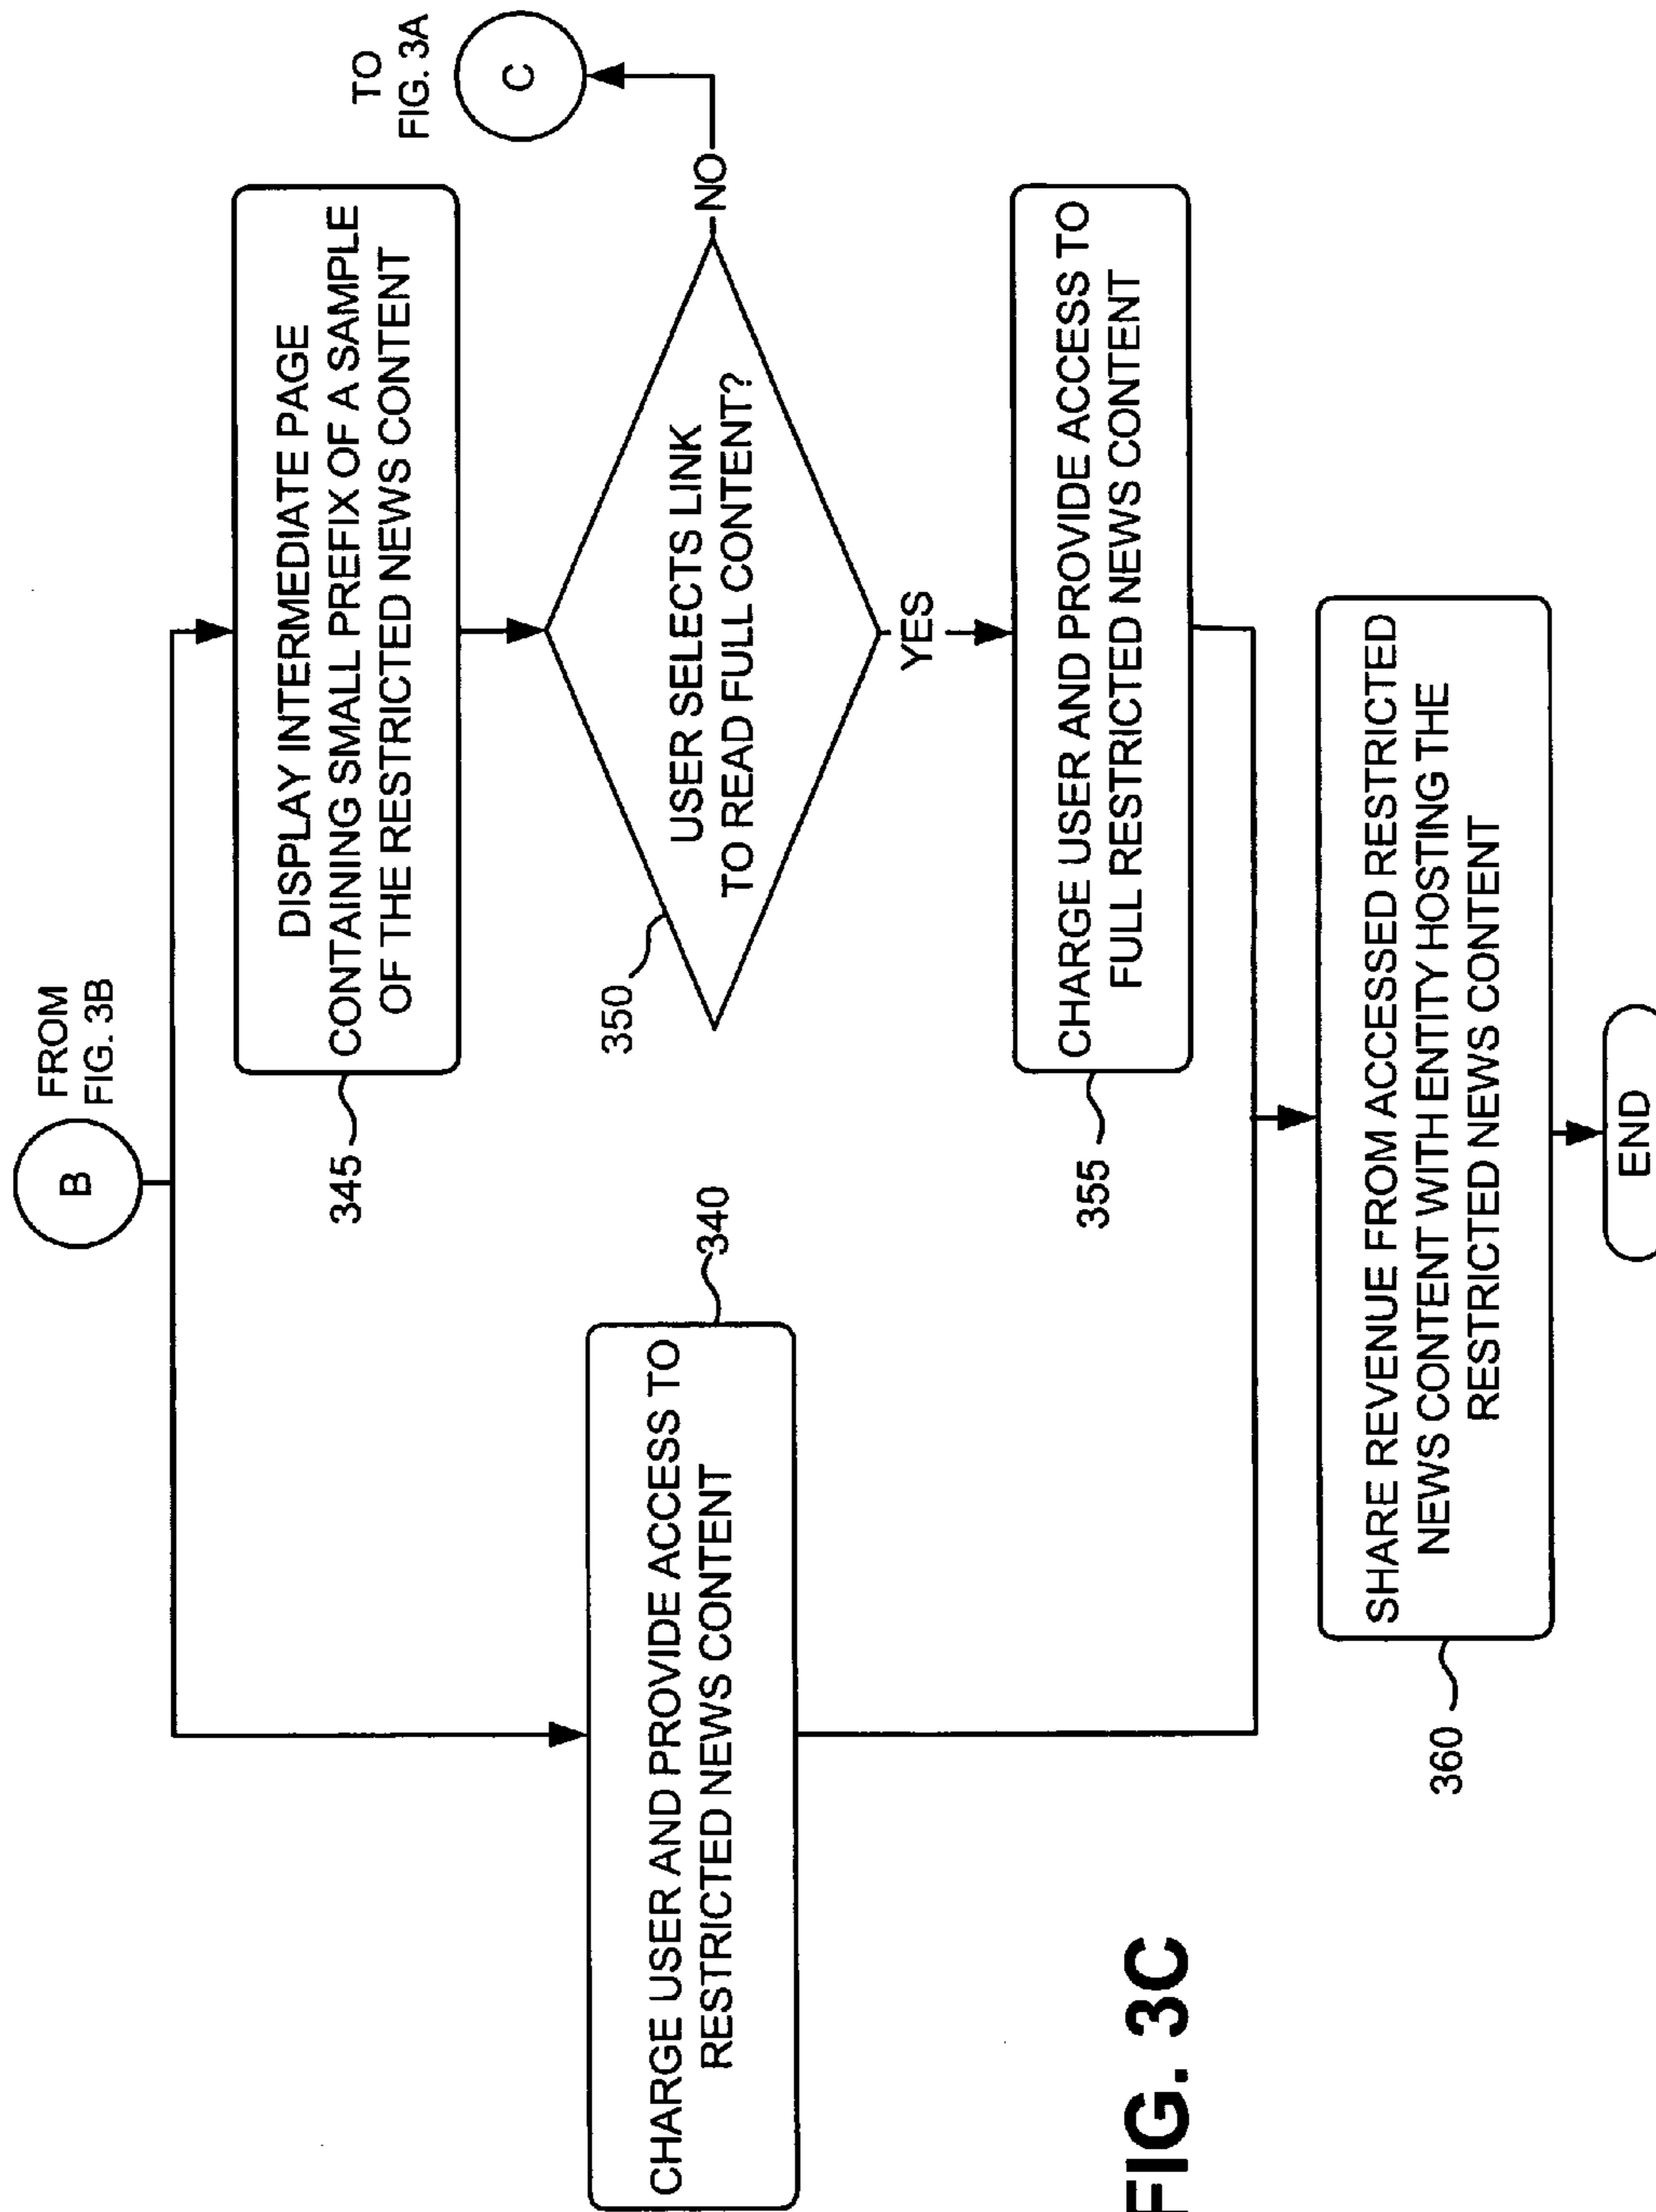 FROM
FIG. 3B
B
TO
FIG. 3A
C
345
DISPLAY INTERMEDIATE PAGE
CONTAINING SMALL PREFIX OF A SAMPLE
OF THE RESTRICTED NEWS CONTENT
350
USER SELECTS LINK
TO READ FULL CONTENT?
NO
YES
340
CHARGE USER AND PROVIDE ACCESS TO
RESTRICTED NEWS CONTENT
355
CHARGE USER AND PROVIDE ACCESS TO
FULL RESTRICTED NEWS CONTENT
360
SHARE REVENUE FROM ACCESSED RESTRICTED
NEWS CONTENT WITH ENTITY HOSTING THE
RESTRICTED NEWS CONTENT
END
FIG. 3C